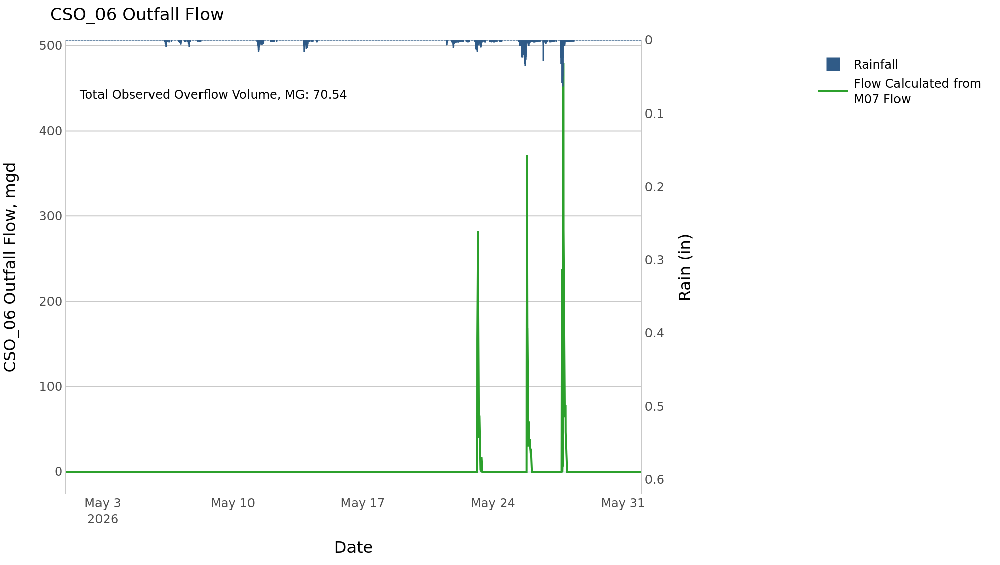 CSO_06 Outfall Flow
Total Observed Overflow Volume, MG: 70.54
CSO_06 Outfall Flow, mgd
500
400
300
200
100
0
0
0.1
0.2
0.3
0.4
0.5
0.6
Rain (in)
May 3
2026
May 10
May 17
May 24
May 31
Date
Rainfall
Flow Calculated from
M07 Flow